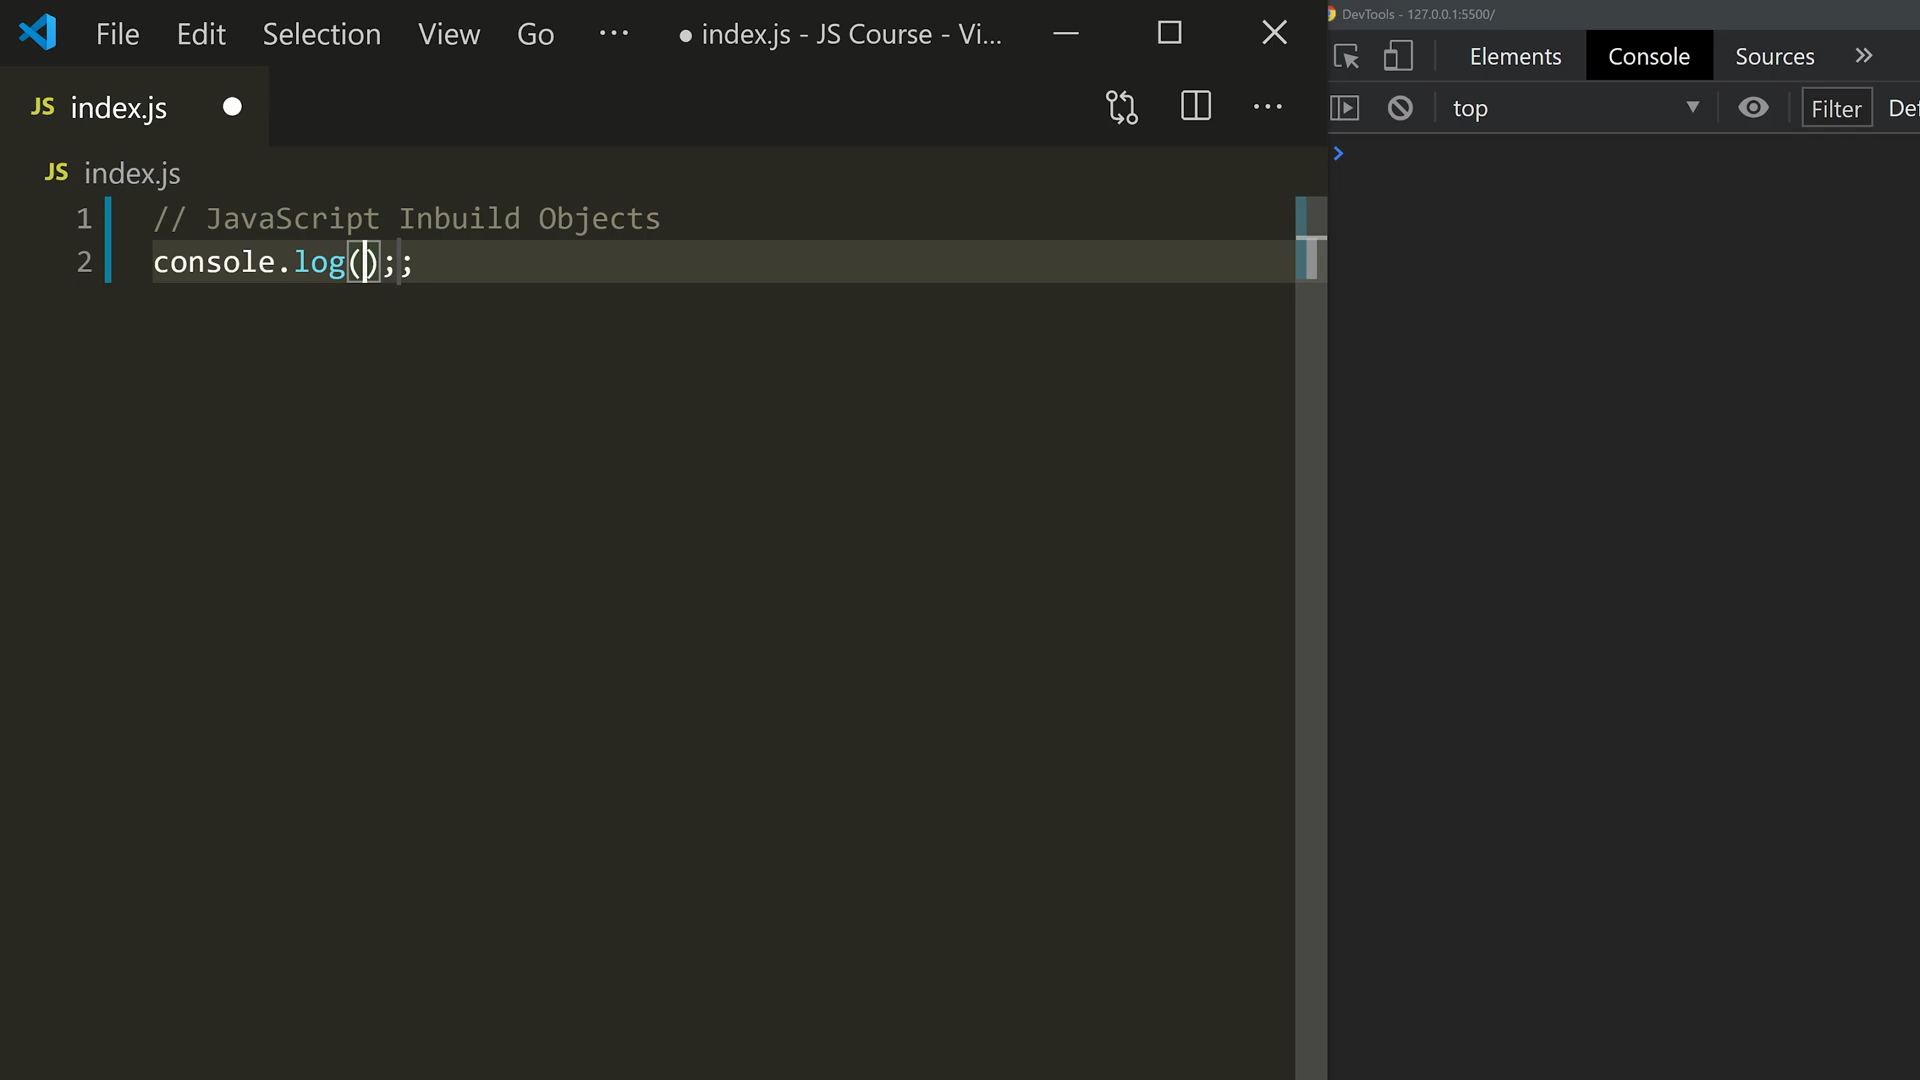 File Edit Selection View Go ··· ● index.js - JS Course - Vi...
JS index.js ●
JS index.js
1 // JavaScript Inbuild Objects
2 console.log();;
DevTools - 127.0.0.1:5500/
Elements Console Sources »
top Filter Def